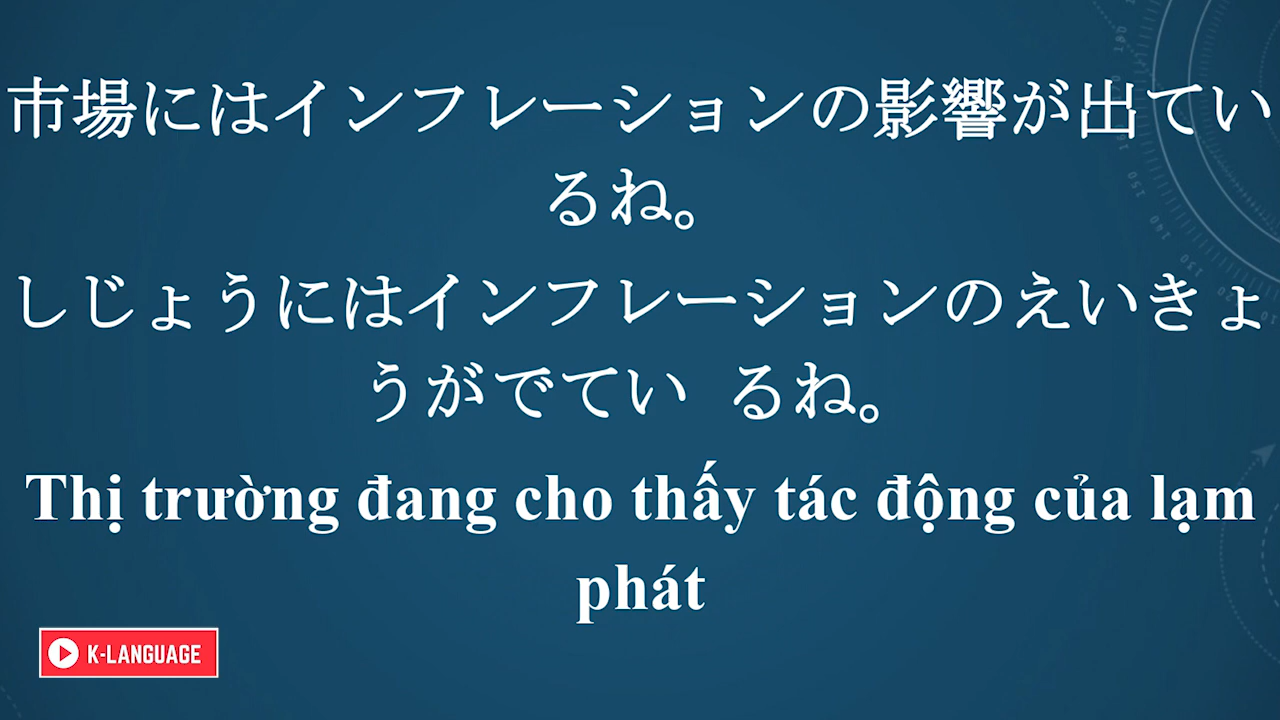 市場にはインフレーションの影響が出てい
るね。
しじょうにはインフレーションのえいきょ
うがでてい るね。
Thị trường đang cho thấy tác động của lạm
phát
K-LANGUAGE